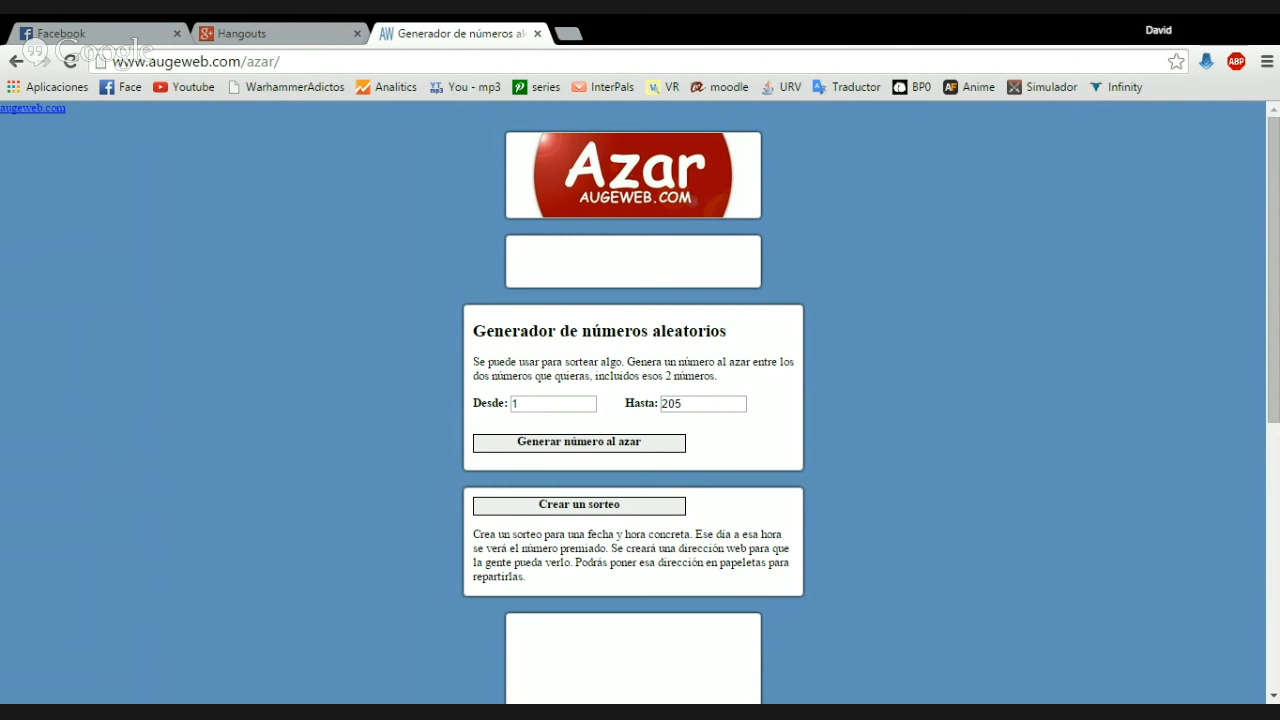 David
Facebook
Hangouts
Generador de números al
Google
www.augeweb.com/azar/
ABP
Aplicaciones
Face
Youtube
WarhammerAdictos
Analitics
You - mp3
series
InterPals
VR
moodle
URV
Traductor
BP0
Anime
Simulador
Infinity
augeweb.com
Azar
AUGEWEB.COM
Generador de números aleatorios
Se puede usar para sortear algo. Genera un número al azar entre los
dos números que quieras, incluidos esos 2 números.
Desde: 1 Hasta: 205
Generar número al azar
Crear un sorteo
Crea un sorteo para una fecha y hora concreta. Ese día a esa hora
se verá el número premiado. Se creará una dirección web para que
la gente pueda verlo. Podrás poner esa dirección en papeletas para
repartirlas.